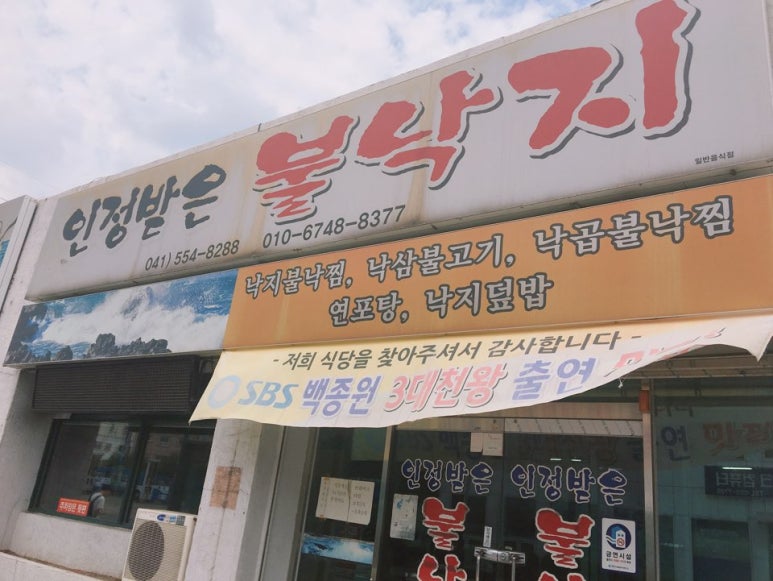 인정받은 불낙지
일반음식점
041) 554-8288
010-6748-8377
낙지불낙찜, 낙삼불고기, 낙곱불낙찜
연포탕, 낙지덮밥
- 저희 식당을 찾아주셔서 감사합니다 -
SBS 백종원 3대천왕 출연
인정받은 인정받은
불 불
낙
금연시설